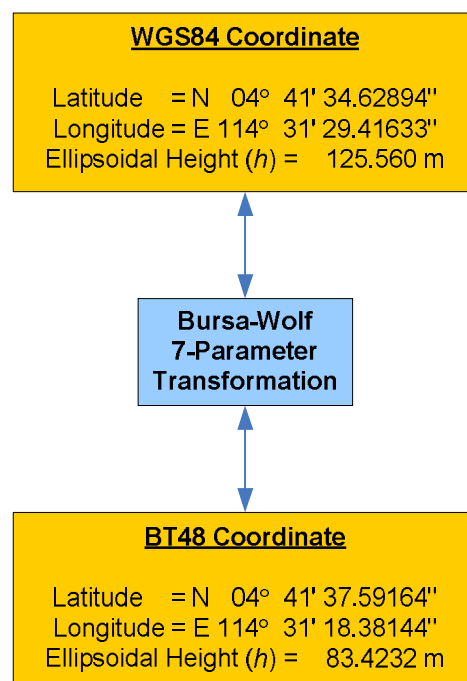 WGS84 Coordinate
Latitude = N 04° 41' 34.62894"
Longitude = E 114° 31' 29.41633"
Ellipsoidal Height (h) = 125.560 m
Bursa-Wolf
7-Parameter
Transformation
BT48 Coordinate
Latitude = N 04° 41' 37.59164"
Longitude = E 114° 31' 18.38144"
Ellipsoidal Height (h) = 83.4232 m